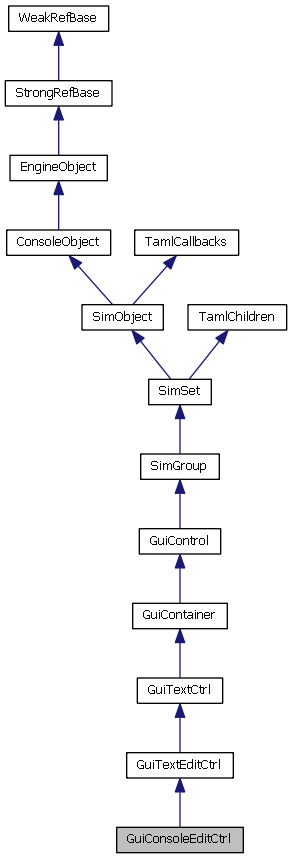 WeakRefBase
StrongRefBase
EngineObject
ConsoleObject
TamlCallbacks
SimObject
TamlChildren
SimSet
SimGroup
GuiControl
GuiContainer
GuiTextCtrl
GuiTextEditCtrl
GuiConsoleEditCtrl